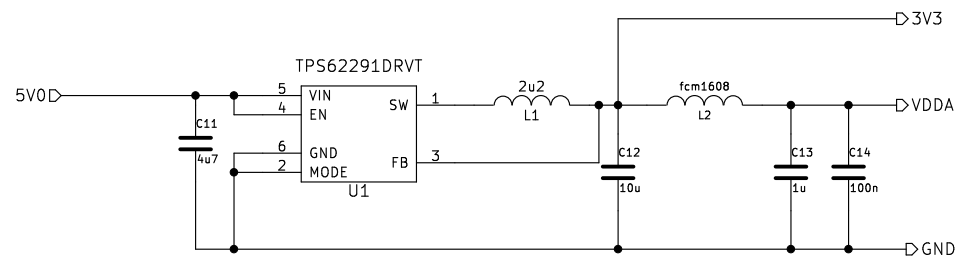 3V3
TPS62291DRVT
5V0
5
VIN
4
EN
SW
1
2u2
L1
fcm1608
L2
VDDA
C11
4u7
6
GND
2
MODE
FB
3
U1
C12
10u
C13
1u
C14
100n
GND